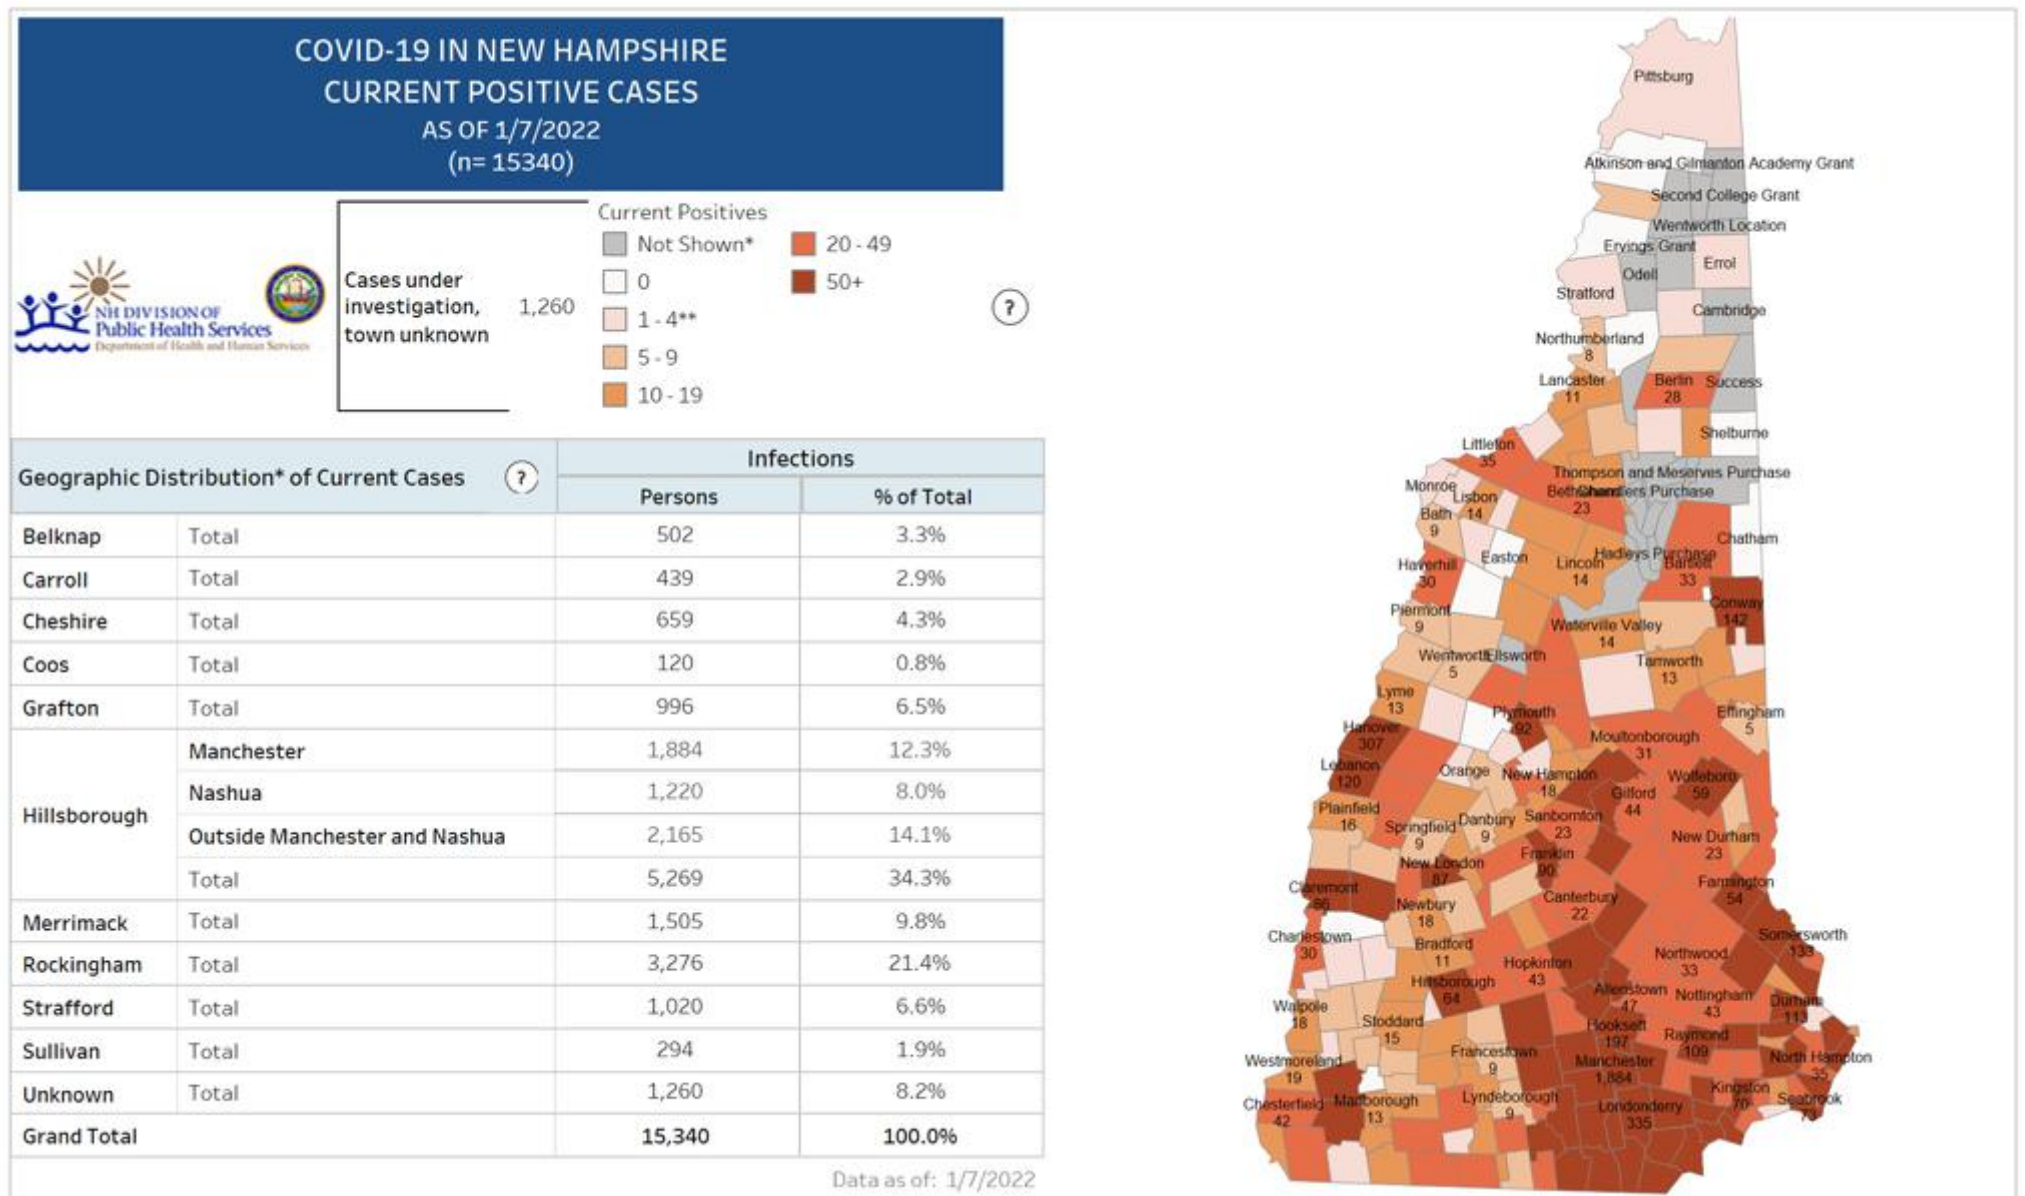 COVID-19 IN NEW HAMPSHIRE
CURRENT POSITIVE CASES
AS OF 1/7/2022
(n= 15340)
NH DIVISION OF
Public Health Services
Department of Health and Human Services
Cases under
investigation,
town unknown
1,260
Current Positives
Not Shown*
0
1 - 4**
5 - 9
10 - 19
20 - 49
50+
?
Geographic Distribution* of Current Cases ? Infections
Persons % of Total
Belknap Total 502 3.3%
Carroll Total 439 2.9%
Cheshire Total 659 4.3%
Coos Total 120 0.8%
Grafton Total 996 6.5%
Hillsborough
Manchester 1,884 12.3%
Nashua 1,220 8.0%
Outside Manchester and Nashua 2,165 14.1%
Total 5,269 34.3%
Merrimack Total 1,505 9.8%
Rockingham Total 3,276 21.4%
Strafford Total 1,020 6.6%
Sullivan Total 294 1.9%
Unknown Total 1,260 8.2%
Grand Total 15,340 100.0%
Data as of: 1/7/2022
Pittsburg
Atkinson and Gilmanton Academy Grant
Second College Grant
Wentworth Location
Ervings Grant
Errol
Odell
Stratford
Cambridge
Northumberland
8
Lancaster
11
Berlin
28
Success
Shelburne
Littleton
35
Thompson and Meserves Purchase
Monroe
Lisbon
14
23
Bath
9
Chatham
Easton
Hadleys Purchase
Lincoln
14
Bartlett
33
Haverhill
30
Conway
142
Piermont
9
Waterville Valley
14
Wentworth
5
Ellsworth
Tamworth
13
Lyme
13
Plymouth
92
Effingham
5
Hanover
307
Moultonborough
31
Lebanon
120
Orange
New Hampton
18
Wolfeboro
59
Gilford
44
Plainfield
16
Springfield
9
Danbury
9
Sanbornton
23
New Durham
23
New London
87
Franklin
90
Claremont
Farmington
54
Newbury
18
Canterbury
22
Charlestown
30
Bradford
11
Somersworth
133
Hopkinton
43
Northwood
33
Hillsborough
64
Allenstown
47
Nottingham
43
Durham
113
Walpole
18
Stoddard
15
Hooksett
197
Raymond
109
Westmoreland
19
Francestown
9
Manchester
1,884
North Hampton
35
Chesterfield
42
Marlborough
13
Lyndeborough
9
Londonderry
335
Kingston
70
Seabrook
73